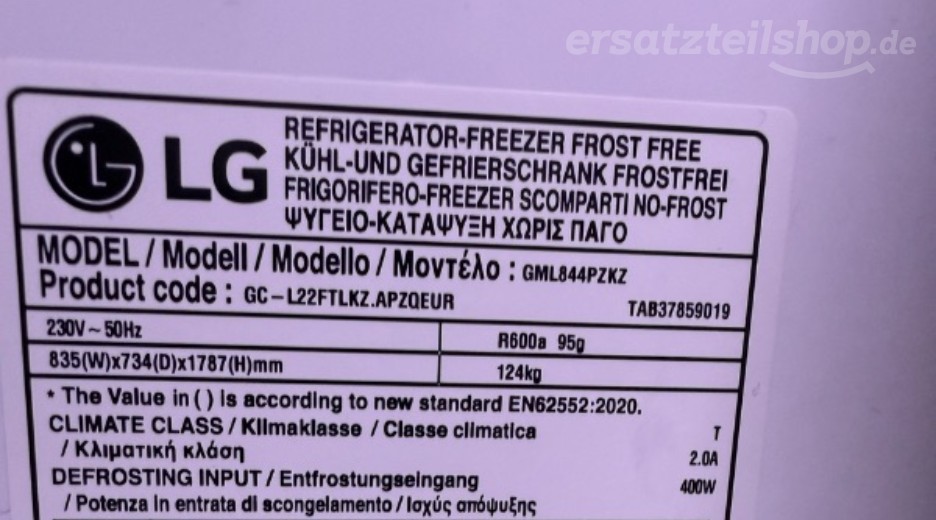 ersatzteilshop.de
LG
REFRIGERATOR-FREEZER FROST FREE
KÜHL-UND GEFRIERSCHRANK FROSTFREI
FRIGORIFERO-FREEZER SCOMPARTI NO-FROST
ΨΥΓΕΙΟ-ΚΑΤΑΨΥΞΗ ΧΩΡΙΣ ΠΑΓΟ
MODEL / Modell / Modello / Μοντέλο : GML844PZKZ
Product code : GC-L22FTLKZ.APZQEUR TAB37859019
230V~50Hz R600a 95g
835(W)x734(D)x1787(H)mm 124kg
* The Value in ( ) is according to new standard EN62552:2020.
CLIMATE CLASS / Klimaklasse / Classe climatica T
/ Κλιματική κλάση 2.0A
DEFROSTING INPUT / Entfrostungseingang 400W
/ Potenza in entrata di scongelamento / Ισχύς απόψυξης